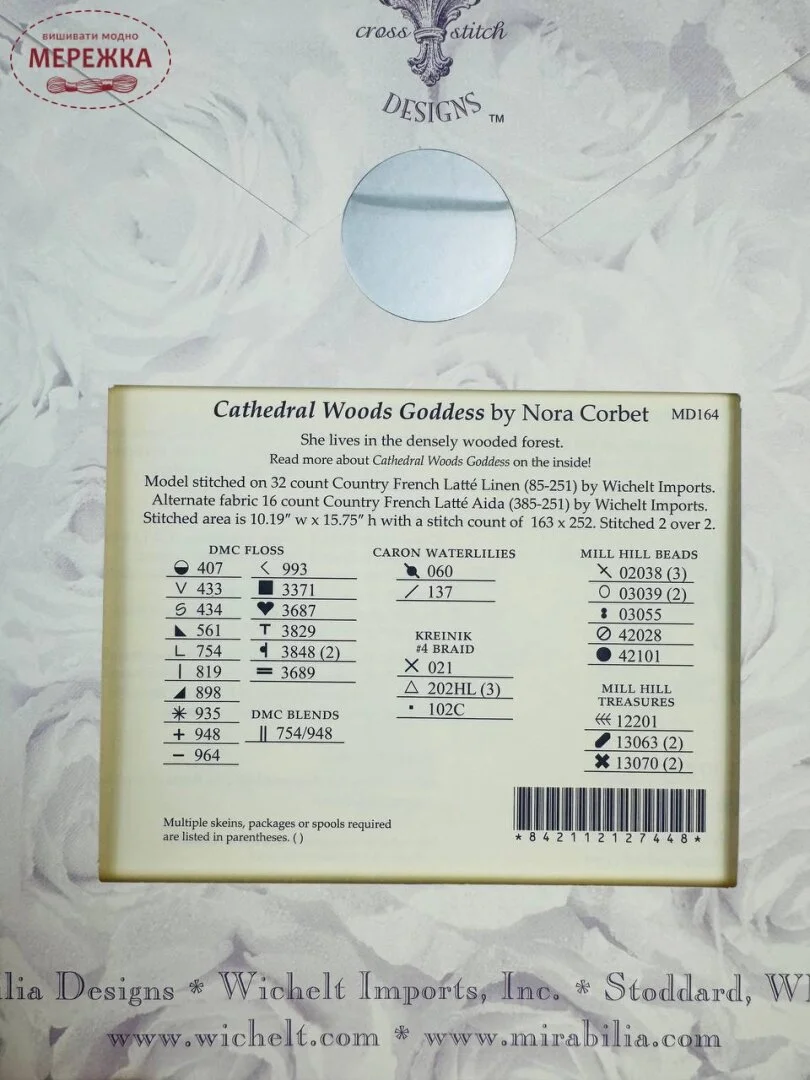 вишивати модно
МЕРЕЖКА
cross stitch
DESIGNS ™
Cathedral Woods Goddess by Nora Corbet MD164
She lives in the densely wooded forest.
Read more about Cathedral Woods Goddess on the inside!
Model stitched on 32 count Country French Latté Linen (85-251) by Wichelt Imports.
Alternate fabric 16 count Country French Latté Aida (385-251) by Wichelt Imports.
Stitched area is 10.19" w x 15.75" h with a stitch count of 163 x 252. Stitched 2 over 2.
DMC FLOSS
407
433
434
561
754
819
898
935
948
964
993
3371
3687
3829
3848 (2)
3689
DMC BLENDS
754/948
CARON WATERLILIES
060
137
KREINIK
#4 BRAID
021
202HL (3)
102C
MILL HILL BEADS
02038 (3)
03039 (2)
03055
42028
42101
MILL HILL
TREASURES
12201
13063 (2)
13070 (2)
Multiple skeins, packages or spools required
are listed in parentheses. ( )
*842112127448*
lia Designs * Wichelt Imports, Inc. * Stoddard, WI
www.wichelt.com * www.mirabilia.com